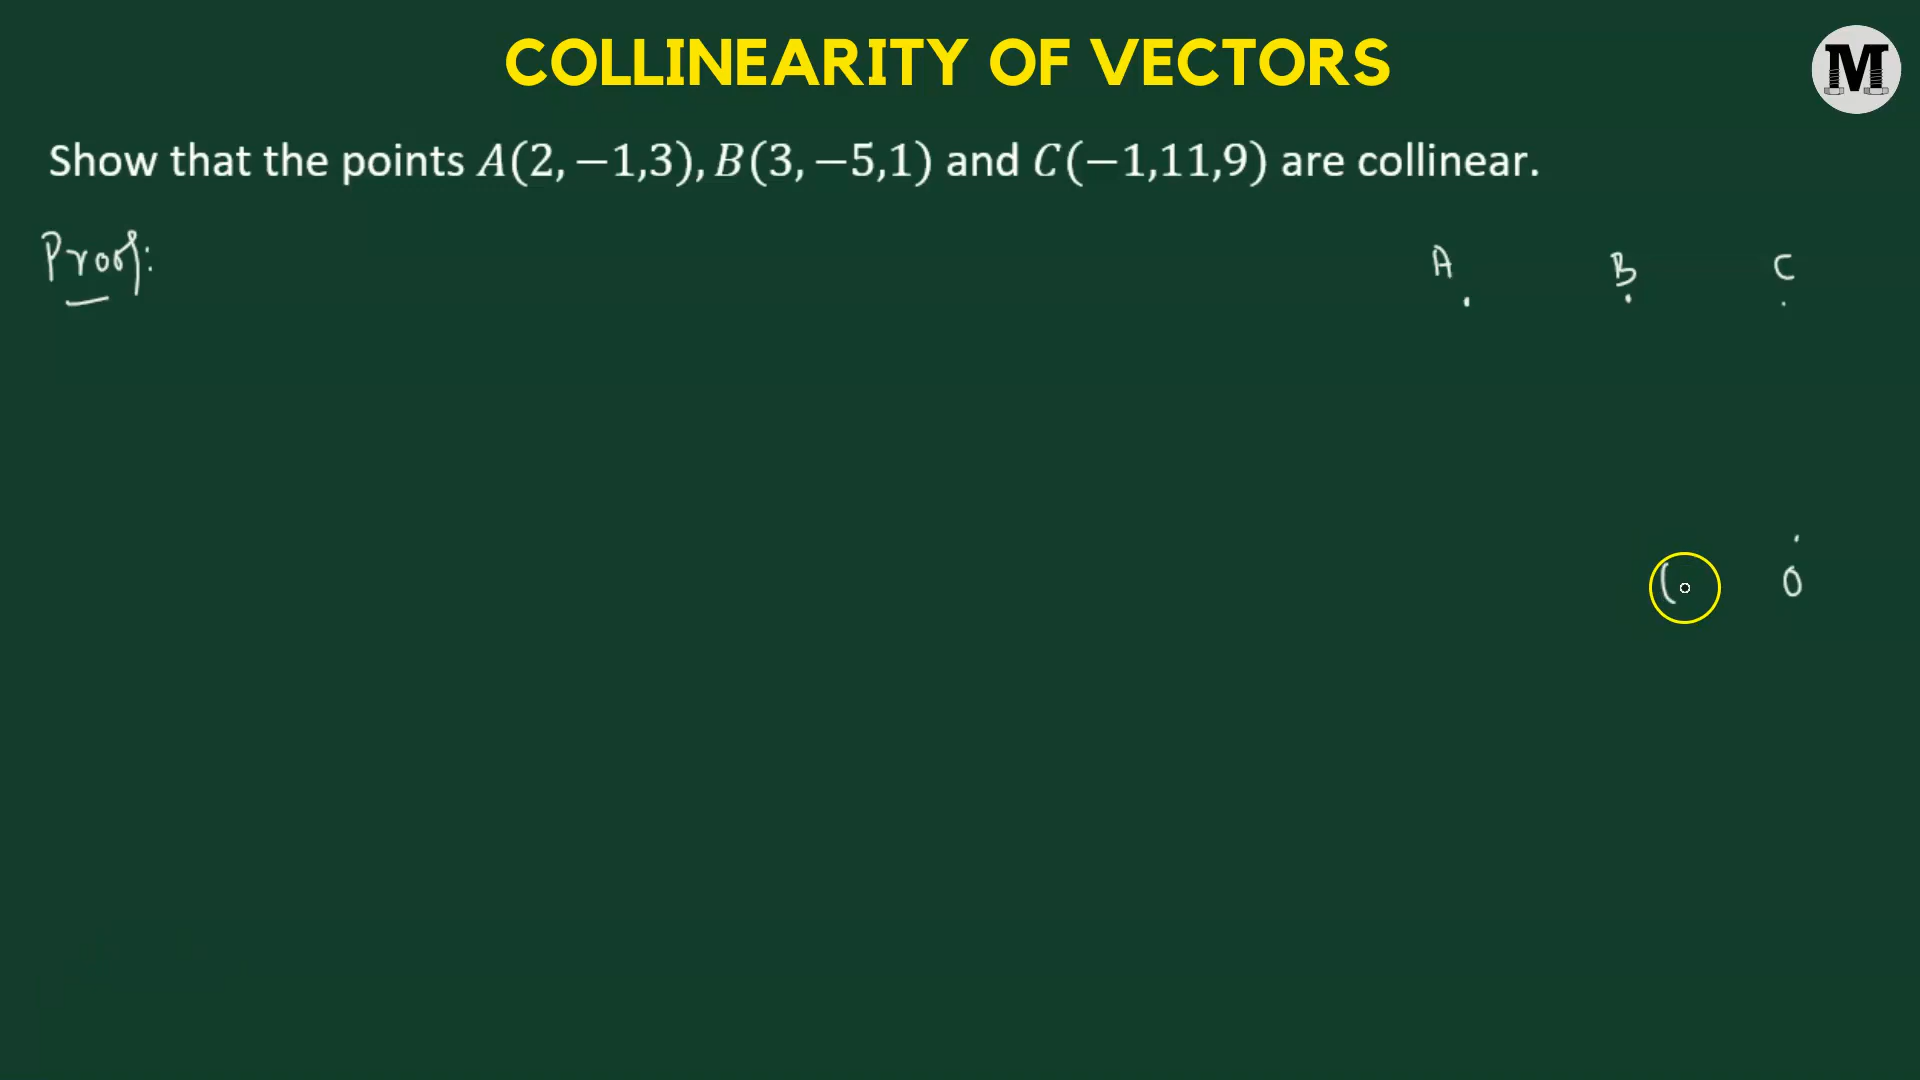 COLLINEARITY OF VECTORS
M
Show that the points A(2, −1,3), B(3, −5,1) and C(−1,11,9) are collinear.
Proof:
A B C
( O